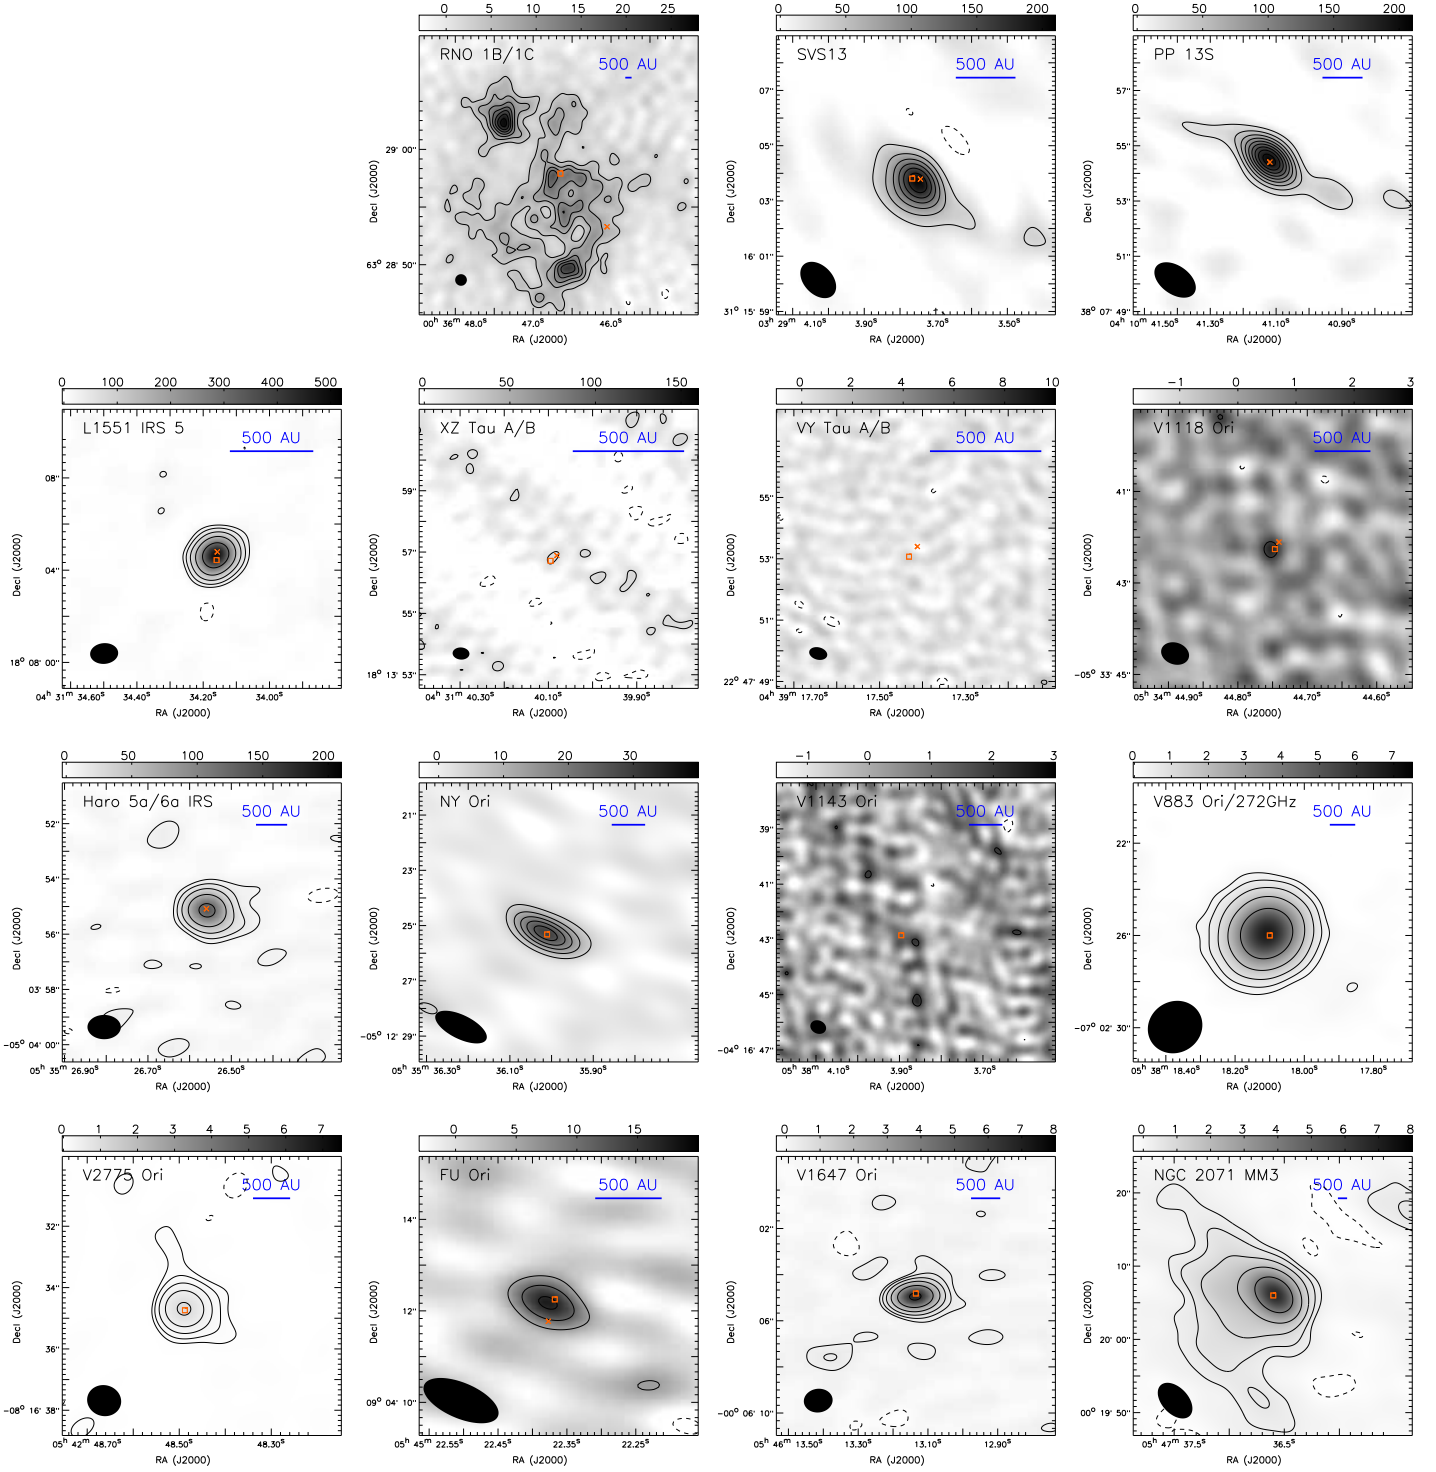 0 10 15 20 25
RNO 1B/1C
500 AU
29' 00"
63° 28' 50"
Decl (J2000)
00ʰ 36ᵐ 48.0ˢ 47.0ˢ 46.0ˢ
RA (J2000)
0 50 100 150 200
SVS13
500 AU
07"
05"
03"
16' 01"
31° 15' 59"
Decl (J2000)
03ʰ 29ᵐ 4.10ˢ 3.90ˢ 3.70ˢ 3.50ˢ
RA (J2000)
0 50 100 150 200
PP 13S
500 AU
57"
55"
53"
51"
38° 07' 49"
Decl (J2000)
04ʰ 10ᵐ 41.50ˢ 41.30ˢ 41.10ˢ 40.90ˢ
RA (J2000)
0 100 200 300 400 500
L1551 IRS 5
500 AU
08"
04"
18° 08' 00"
Decl (J2000)
04ʰ 31ᵐ 34.60ˢ 34.40ˢ 34.20ˢ 34.00ˢ
RA (J2000)
0 50 100 150
XZ Tau A/B
500 AU
59"
57"
55"
18° 13' 53"
Decl (J2000)
04ʰ 31ᵐ 40.30ˢ 40.10ˢ 39.90ˢ
RA (J2000)
0 2 4 6 8 10
VY Tau A/B
500 AU
55"
53"
51"
22° 47' 49"
Decl (J2000)
04ʰ 39ᵐ 17.70ˢ 17.50ˢ 17.30ˢ
RA (J2000)
−1 0 1 2 3
V1118 Ori
500 AU
41"
43"
−05° 33' 45"
Decl (J2000)
05ʰ 34ᵐ 44.90ˢ 44.80ˢ 44.70ˢ 44.60ˢ
RA (J2000)
0 50 100 150 200
Haro 5a/6a IRS
500 AU
52"
54"
56"
03' 58"
−05° 04' 00"
Decl (J2000)
05ʰ 35ᵐ 26.90ˢ 26.70ˢ 26.50ˢ
RA (J2000)
0 10 20 30
NY Ori
500 AU
21"
23"
25"
27"
−05° 12' 29"
Decl (J2000)
05ʰ 35ᵐ 36.30ˢ 36.10ˢ 35.90ˢ
RA (J2000)
−1 0 1 2 3
V1143 Ori
500 AU
39"
41"
43"
45"
−04° 16' 47"
Decl (J2000)
05ʰ 38ᵐ 4.10ˢ 3.90ˢ 3.70ˢ
RA (J2000)
0 1 2 3 4 5 6 7
V883 Ori/272GHz
500 AU
22"
26"
−07° 02' 30"
Decl (J2000)
05ʰ 38ᵐ 18.40ˢ 18.20ˢ 18.00ˢ 17.80ˢ
RA (J2000)
0 1 2 3 4 5 6 7
V2775 Ori
500 AU
32"
34"
36"
−08° 16' 38"
Decl (J2000)
05ʰ 42ᵐ 48.70ˢ 48.50ˢ 48.30ˢ
RA (J2000)
0 5 10 15
FU Ori
500 AU
14"
12"
09° 04' 10"
Decl (J2000)
05ʰ 45ᵐ 22.55ˢ 22.45ˢ 22.35ˢ 22.25ˢ
RA (J2000)
0 1 2 3 4 5 6 7 8
V1647 Ori
500 AU
02"
06"
−00° 06' 10"
Decl (J2000)
05ʰ 46ᵐ 13.50ˢ 13.30ˢ 13.10ˢ 12.90ˢ
RA (J2000)
0 1 2 3 4 5 6 7 8
NGC 2071 MM3
500 AU
20"
10"
20' 00"
00° 19' 50"
Decl (J2000)
05ʰ 47ᵐ 37.5ˢ 36.5ˢ
RA (J2000)